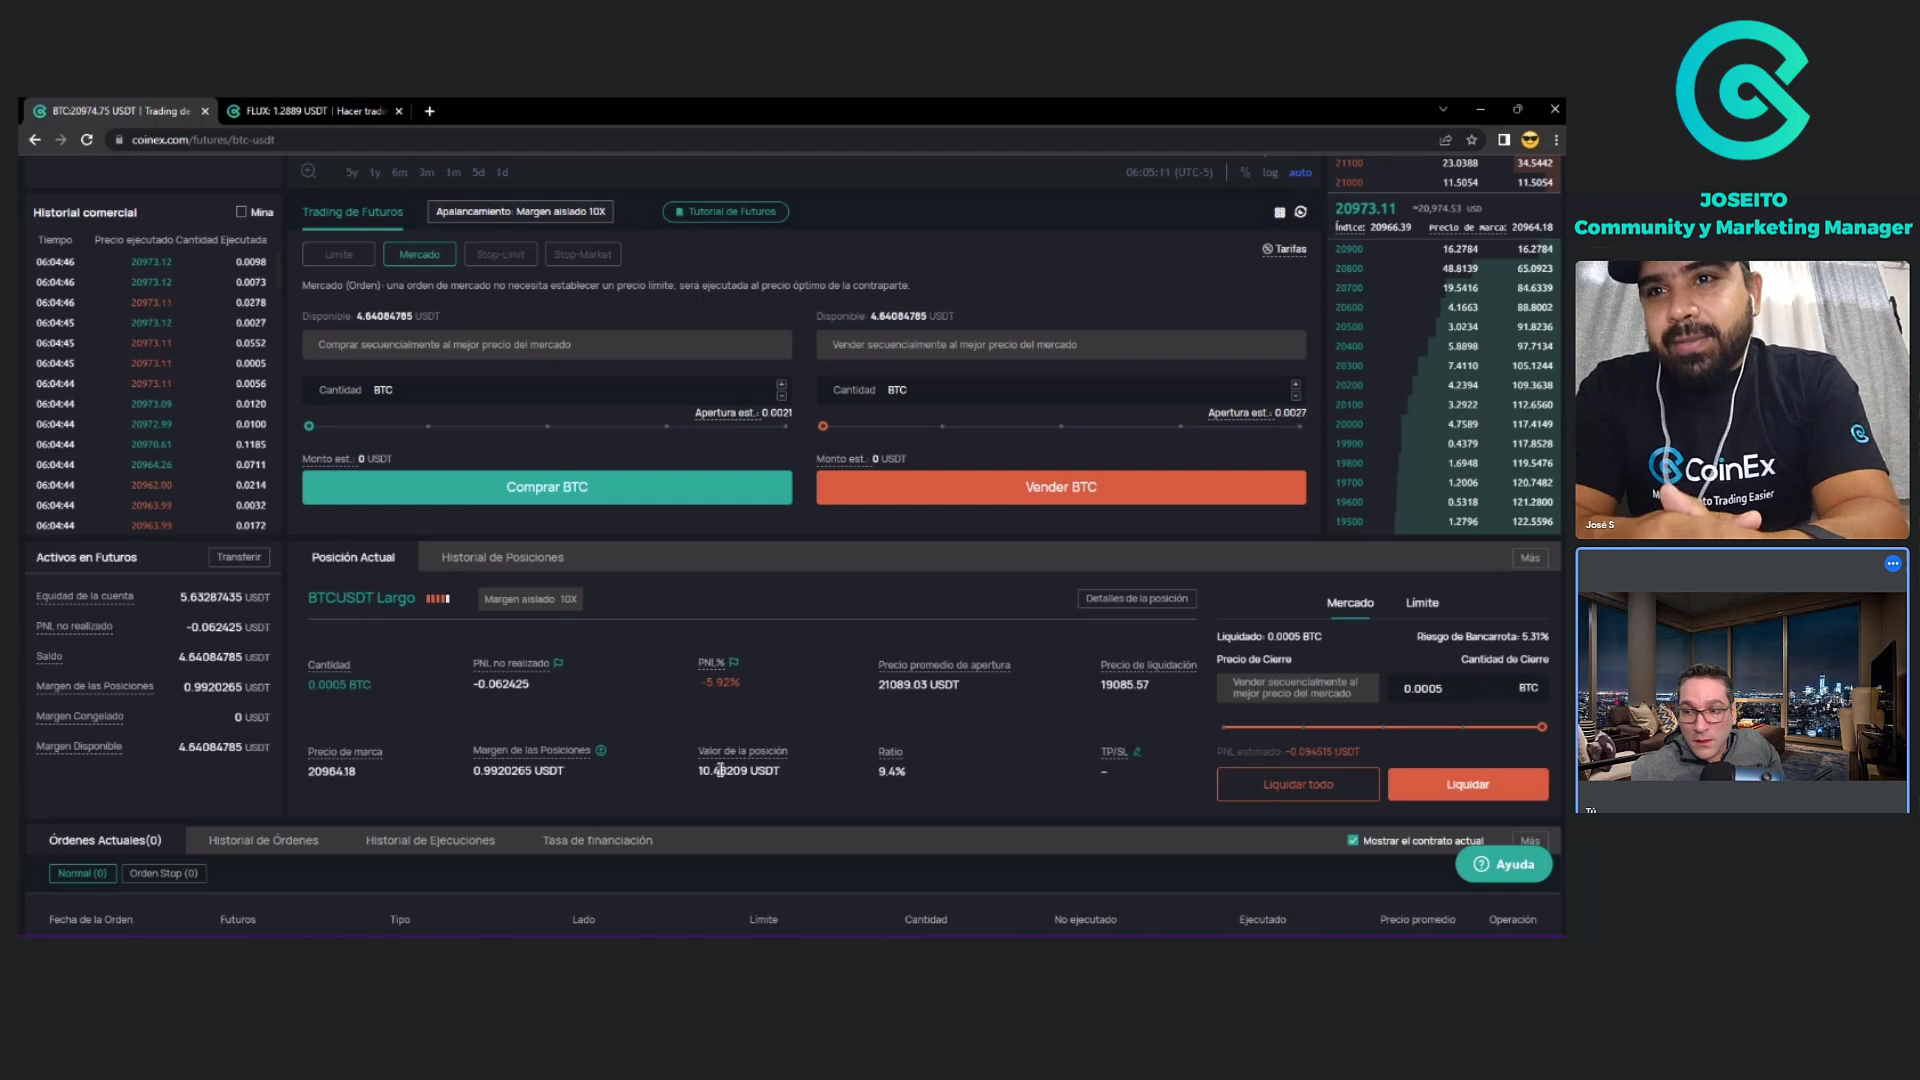 BTC:20974.75 USDT | Trading de
FLUX: 1.2889 USDT | Hacer tradi
coinex.com/futures/btc-usdt
JOSEITO
Community y Marketing Manager
5y 1y 6m 3m 1m 5d 1d
06:05:11 (UTC-5) % log auto
21100 23.0388 34.5442
21000 11.5054 11.5054
20973.11 ≈20,974.53 USD
Índice: 20966.39 Precio de marca: 20964.18
20900 16.2784 16.2784
20800 48.8139 65.0923
20700 19.5416 84.6339
20600 4.1663 88.8002
20500 3.0234 91.8236
20400 5.8898 97.7134
20300 7.4110 105.1244
20200 4.2394 109.3638
20100 3.2922 112.6560
20000 4.7589 117.4149
19900 0.4379 117.8528
19800 1.6948 119.5476
19700 1.2006 120.7482
19600 0.5318 121.2800
19500 1.2796 122.5596
Historial comercial Mina
Tiempo Precio ejecutado Cantidad Ejecutada
06:04:46 20973.12 0.0098
06:04:46 20973.12 0.0073
06:04:46 20973.11 0.0278
06:04:45 20973.12 0.0027
06:04:45 20973.11 0.0552
06:04:45 20973.11 0.0005
06:04:44 20973.11 0.0056
06:04:44 20973.09 0.0120
06:04:44 20972.99 0.0100
06:04:44 20970.61 0.1185
06:04:44 20964.26 0.0711
06:04:44 20962.00 0.0214
06:04:44 20963.99 0.0032
06:04:44 20963.99 0.0172
Trading de Futuros Apalancamiento: Margen aislado 10X Tutorial de Futuros
Límite Mercado Stop-Limit Stop-Market Tarifas
Mercado (Orden): una orden de mercado no necesita establecer un precio límite, será ejecutada al precio óptimo de la contraparte.
Disponible: 4.64084785 USDT
Comprar secuencialmente al mejor precio del mercado
Cantidad BTC
Apertura est.: 0.0021
Monto est.: 0 USDT
Comprar BTC
Disponible: 4.64084785 USDT
Vender secuencialmente al mejor precio del mercado
Cantidad BTC
Apertura est.: 0.0027
Monto est.: 0 USDT
Vender BTC
Activos en Futuros Transferir
Equidad de la cuenta 5.63287435 USDT
PNL no realizado -0.062425 USDT
Saldo 4.64084785 USDT
Margen de las Posiciones 0.9920265 USDT
Margen Congelado 0 USDT
Margen Disponible 4.64084785 USDT
Posición Actual Historial de Posiciones Más
BTCUSDT Largo Margen aislado 10X Detalles de la posición
Cantidad PNL no realizado PNL% Precio promedio de apertura Precio de liquidación
0.0005 BTC -0.062425 -5.92% 21089.03 USDT 19085.57
Precio de marca Margen de las Posiciones Valor de la posición Ratio TP/SL
20964.18 0.9920265 USDT 10.48209 USDT 9.4% –
Mercado Límite
Liquidado: 0.0005 BTC Riesgo de Bancarrota: 5.31%
Precio de Cierre Cantidad de Cierre
Vender secuencialmente al
mejor precio del mercado
0.0005 BTC
PNL estimado: -0.094515 USDT
Liquidar todo Liquidar
Órdenes Actuales(0) Historial de Órdenes Historial de Ejecuciones Tasa de financiación Mostrar el contrato actual Más
Normal (0) Orden Stop (0)
Ayuda
Fecha de la Orden Futuros Tipo Lado Límite Cantidad No ejecutado Ejecutado Precio promedio Operación
CoinEx
to Trading Easier
José S
Tú